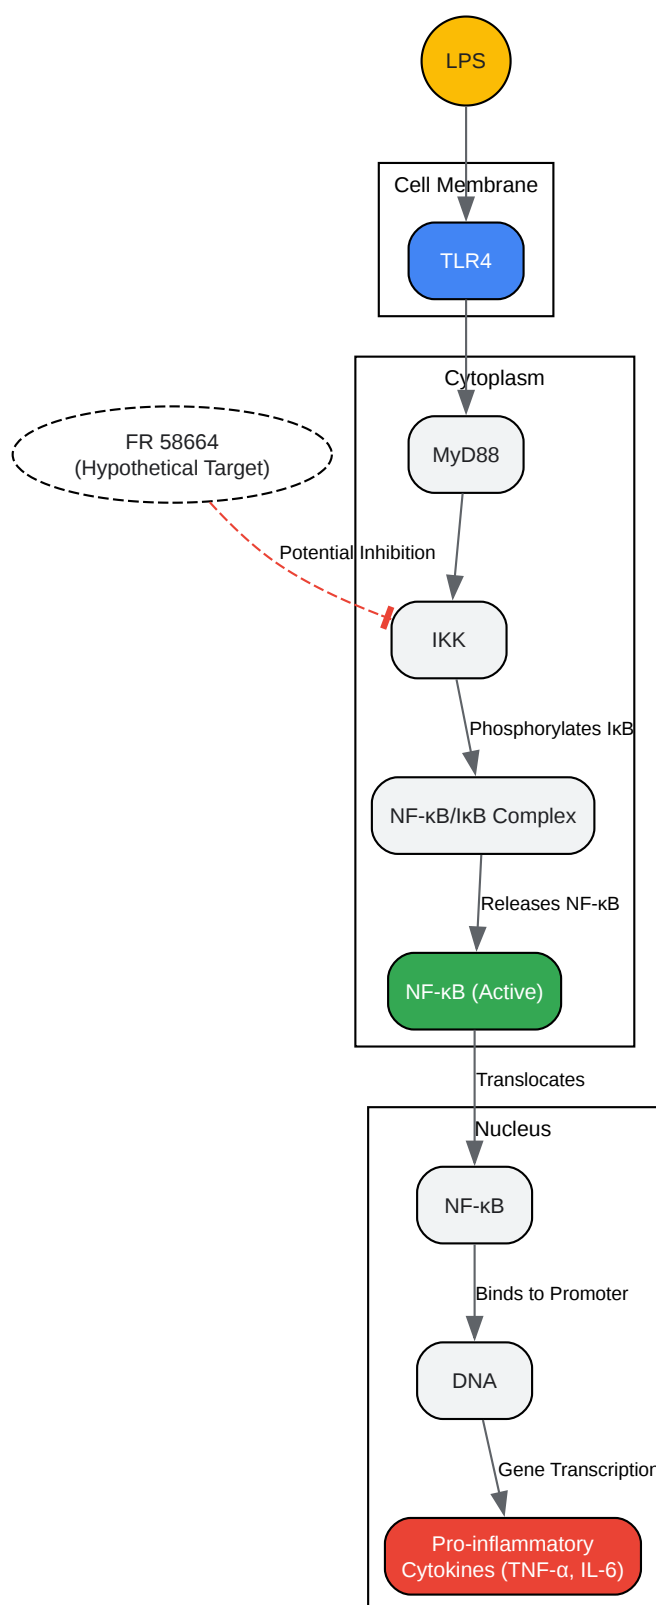 LPS
Cell Membrane
TLR4
Cytoplasm
MyD88
FR 58664
(Hypothetical Target)
Potential Inhibition
IKK
Phosphorylates IκB
NF-κB/IκB Complex
Releases NF-κB
NF-κB (Active)
Translocates
Nucleus
NF-κB
Binds to Promoter
DNA
Gene Transcription
Pro-inflammatory
Cytokines (TNF-α, IL-6)